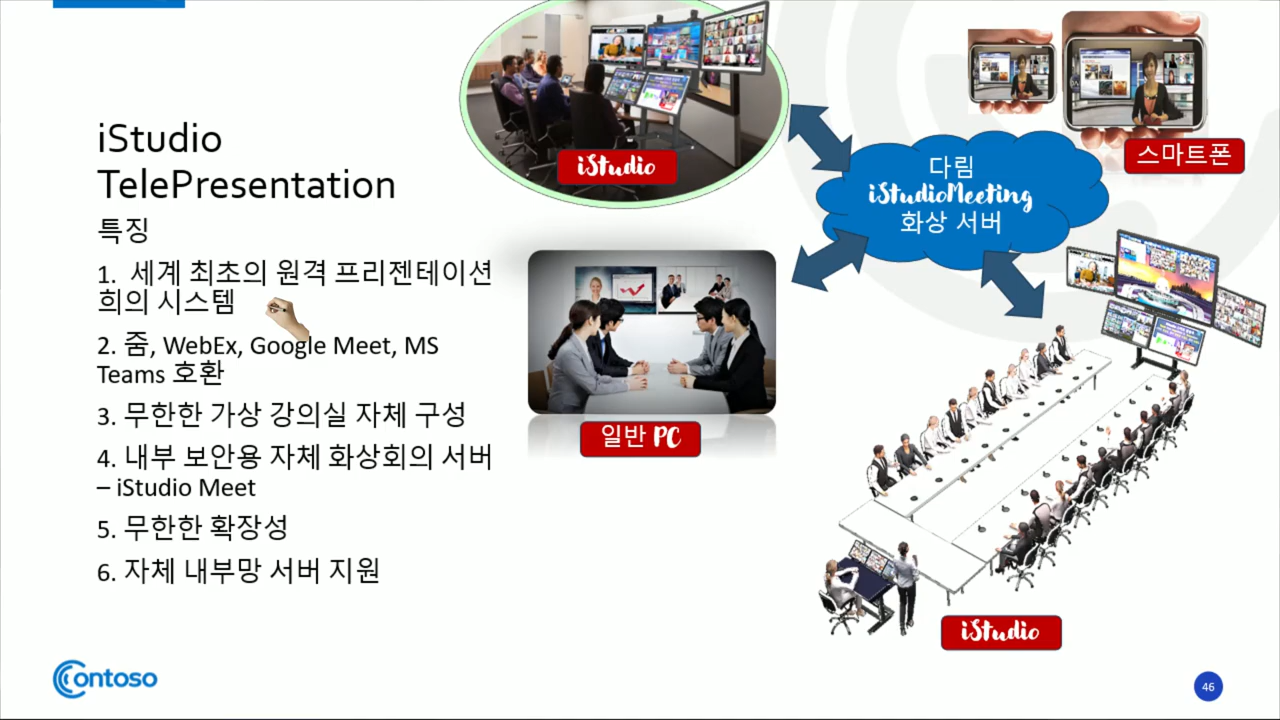 iStudio
TelePresentation
특징
1. 세계 최초의 원격 프리젠테이션
희의 시스템
2. 줌, WebEx, Google Meet, MS
Teams 호환
3. 무한한 가상 강의실 자체 구성
4. 내부 보안용 자체 화상회의 서버
– iStudio Meet
5. 무한한 확장성
6. 자체 내부망 서버 지원
iStudio
다림
iStudioMeeting
화상 서버
스마트폰
일반 PC
iStudio
Contoso
46